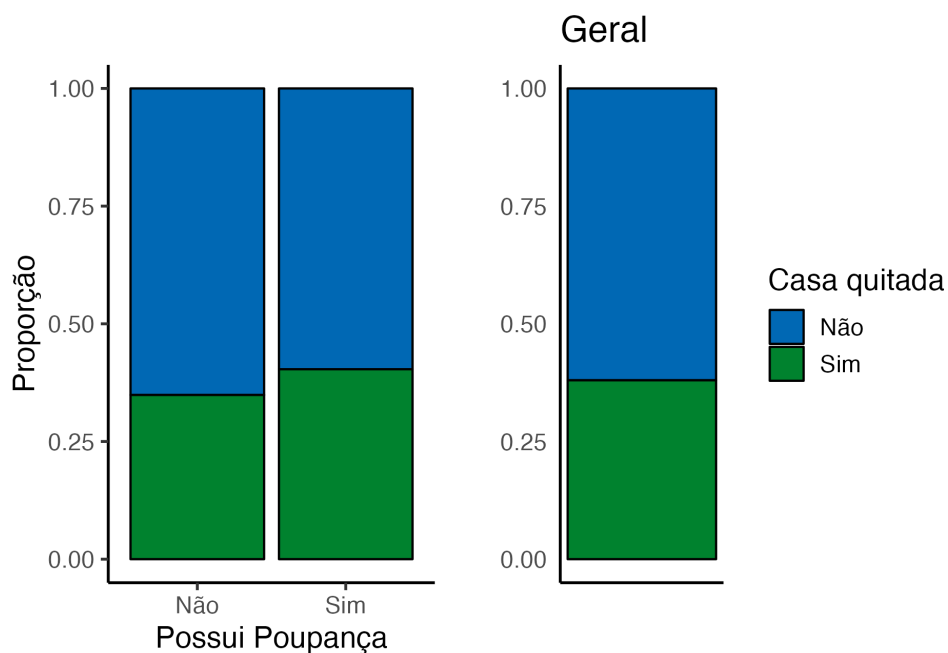 Geral
1.00
0.75
0.50
0.25
0.00
Proporção
Não Sim
Possui Poupança
1.00
0.75
0.50
0.25
0.00
Casa quitada
Não
Sim